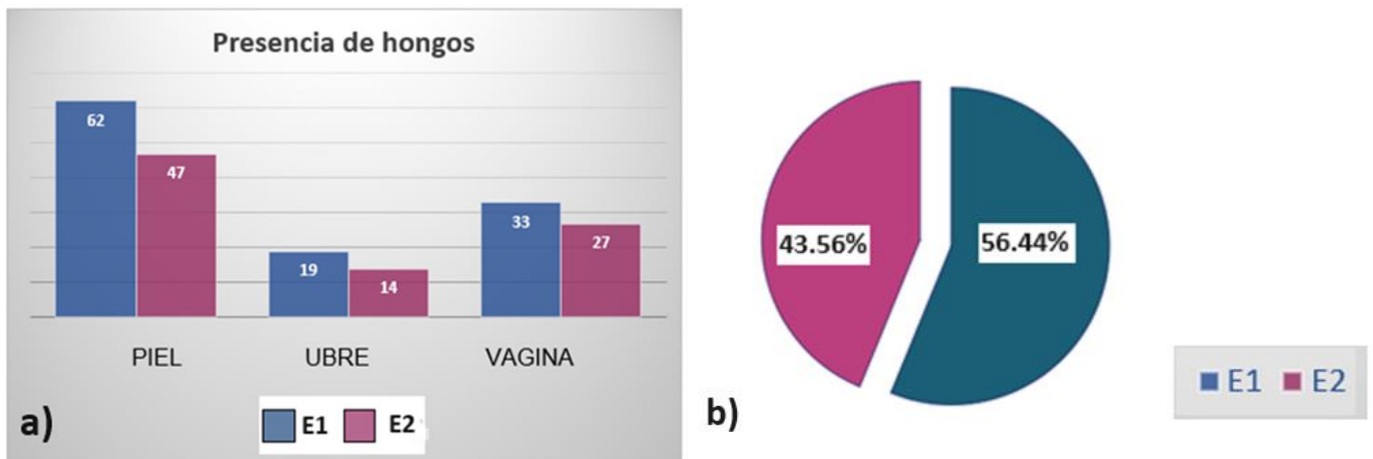 Presencia de hongos
62
47
19
14
33
27
PIEL UBRE VAGINA
E1 E2
a)
43.56%
56.44%
b)
E1 E2